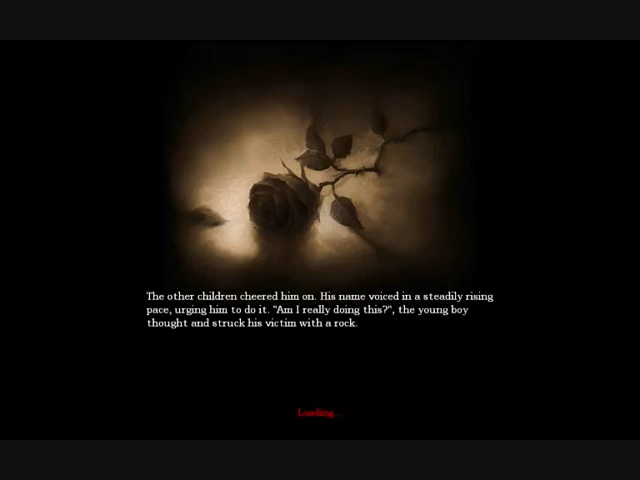 The other children cheered him on. His name voiced in a steadily rising
pace, urging him to do it. "Am I really doing this?", the young boy
thought and struck his victim with a rock.
Loading...